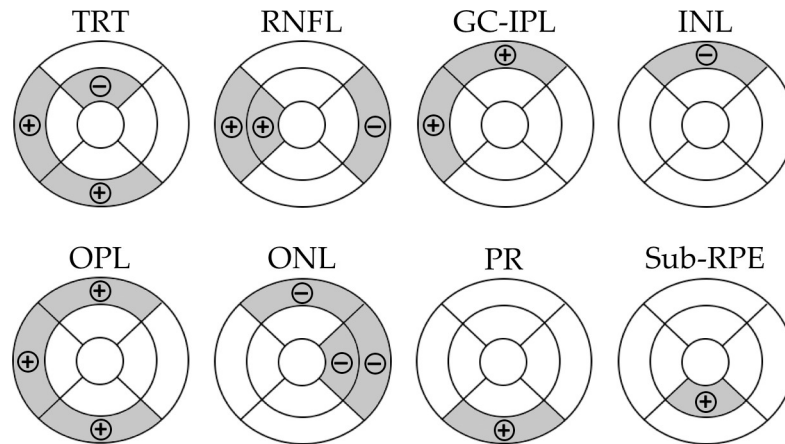 TRT RNFL GC-IPL INL
− + +
+ + + − +
+
−
OPL ONL PR Sub-RPE
+ −
+ − − +
+ +